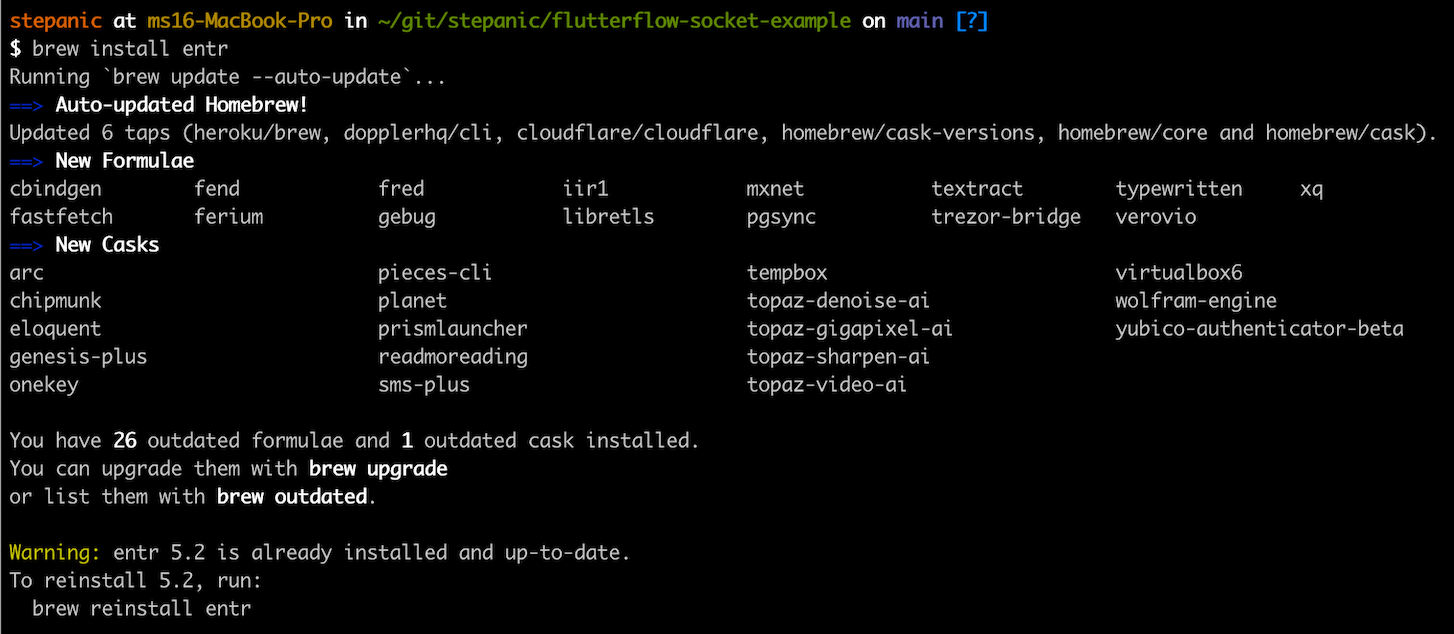 stepanic at ms16-MacBook-Pro in ~/git/stepanic/flutterflow-socket-example on main [?]
$ brew install entr
Running `brew update --auto-update`...
==> Auto-updated Homebrew!
Updated 6 taps (heroku/brew, dopplerhq/cli, cloudflare/cloudflare, homebrew/cask-versions, homebrew/core and homebrew/cask).
==> New Formulae
cbindgen        fend            fred            iir1            mxnet           textract        typewritten     xq
fastfetch       ferium          gebug           libretls        pgsync          trezor-bridge   verovio
==> New Casks
arc                             pieces-cli                      tempbox                         virtualbox6
chipmunk                        planet                          topaz-denoise-ai                wolfram-engine
eloquent                        prismlauncher                   topaz-gigapixel-ai              yubico-authenticator-beta
genesis-plus                    readmoreading                   topaz-sharpen-ai
onekey                          sms-plus                        topaz-video-ai
You have 26 outdated formulae and 1 outdated cask installed.
You can upgrade them with brew upgrade
or list them with brew outdated.
Warning: entr 5.2 is already installed and up-to-date.
To reinstall 5.2, run:
  brew reinstall entr